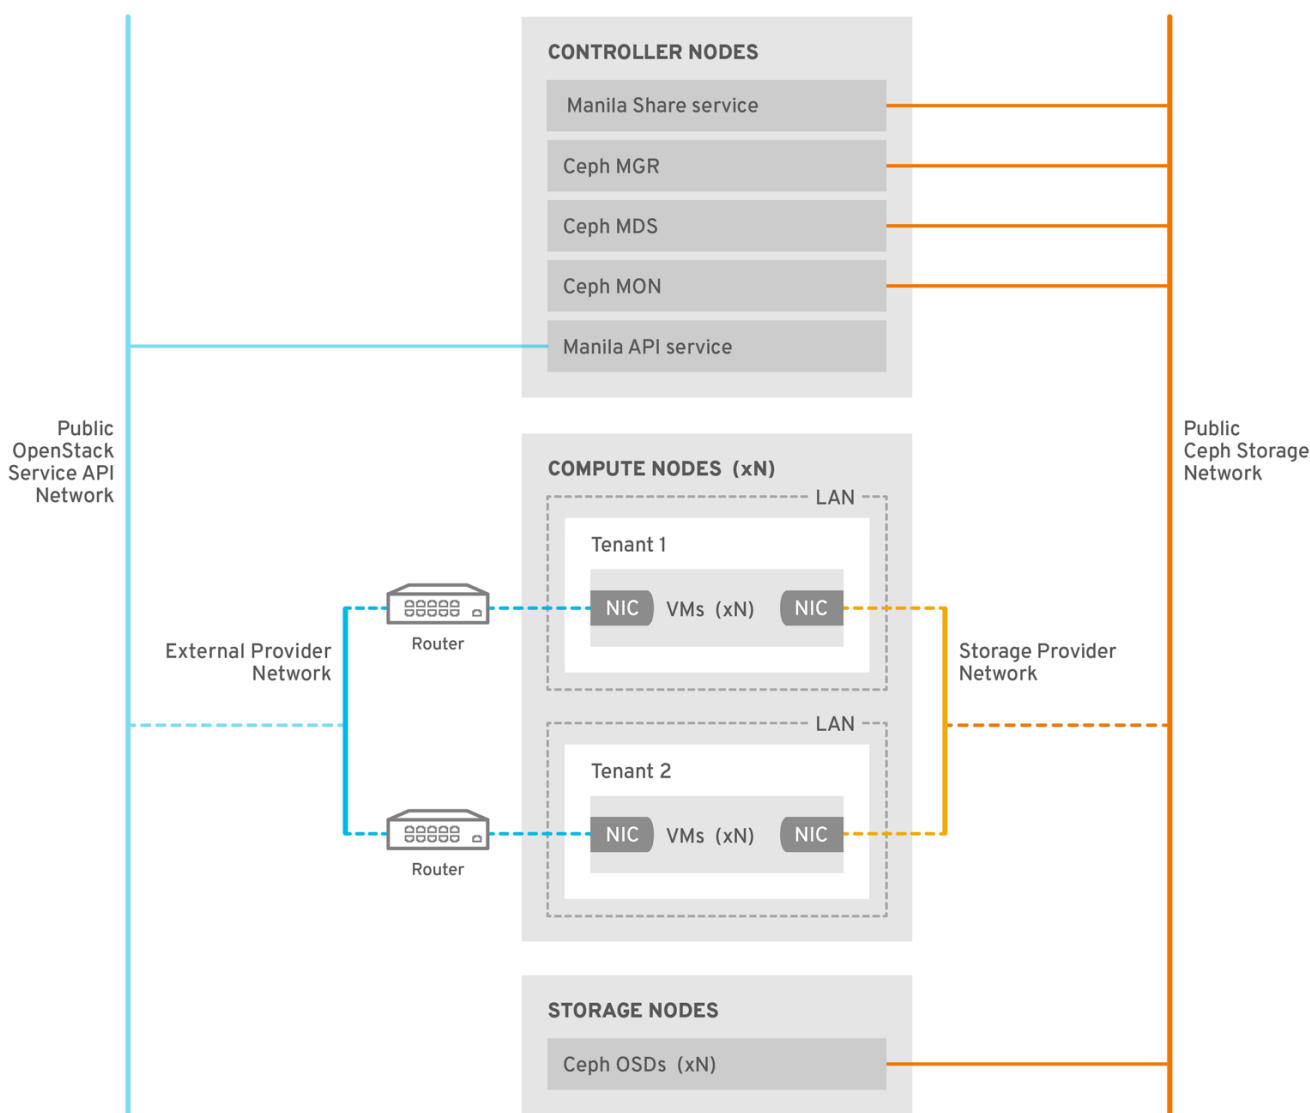 CONTROLLER NODES
Manila Share service
Ceph MGR
Ceph MDS
Ceph MON
Manila API service
Public
OpenStack
Service API
Network
Public
Ceph Storage
Network
COMPUTE NODES (xN)
LAN
Tenant 1
NIC VMs (xN) NIC
Router
External Provider
Network
Storage Provider
Network
LAN
Tenant 2
NIC VMs (xN) NIC
Router
STORAGE NODES
Ceph OSDs (xN)